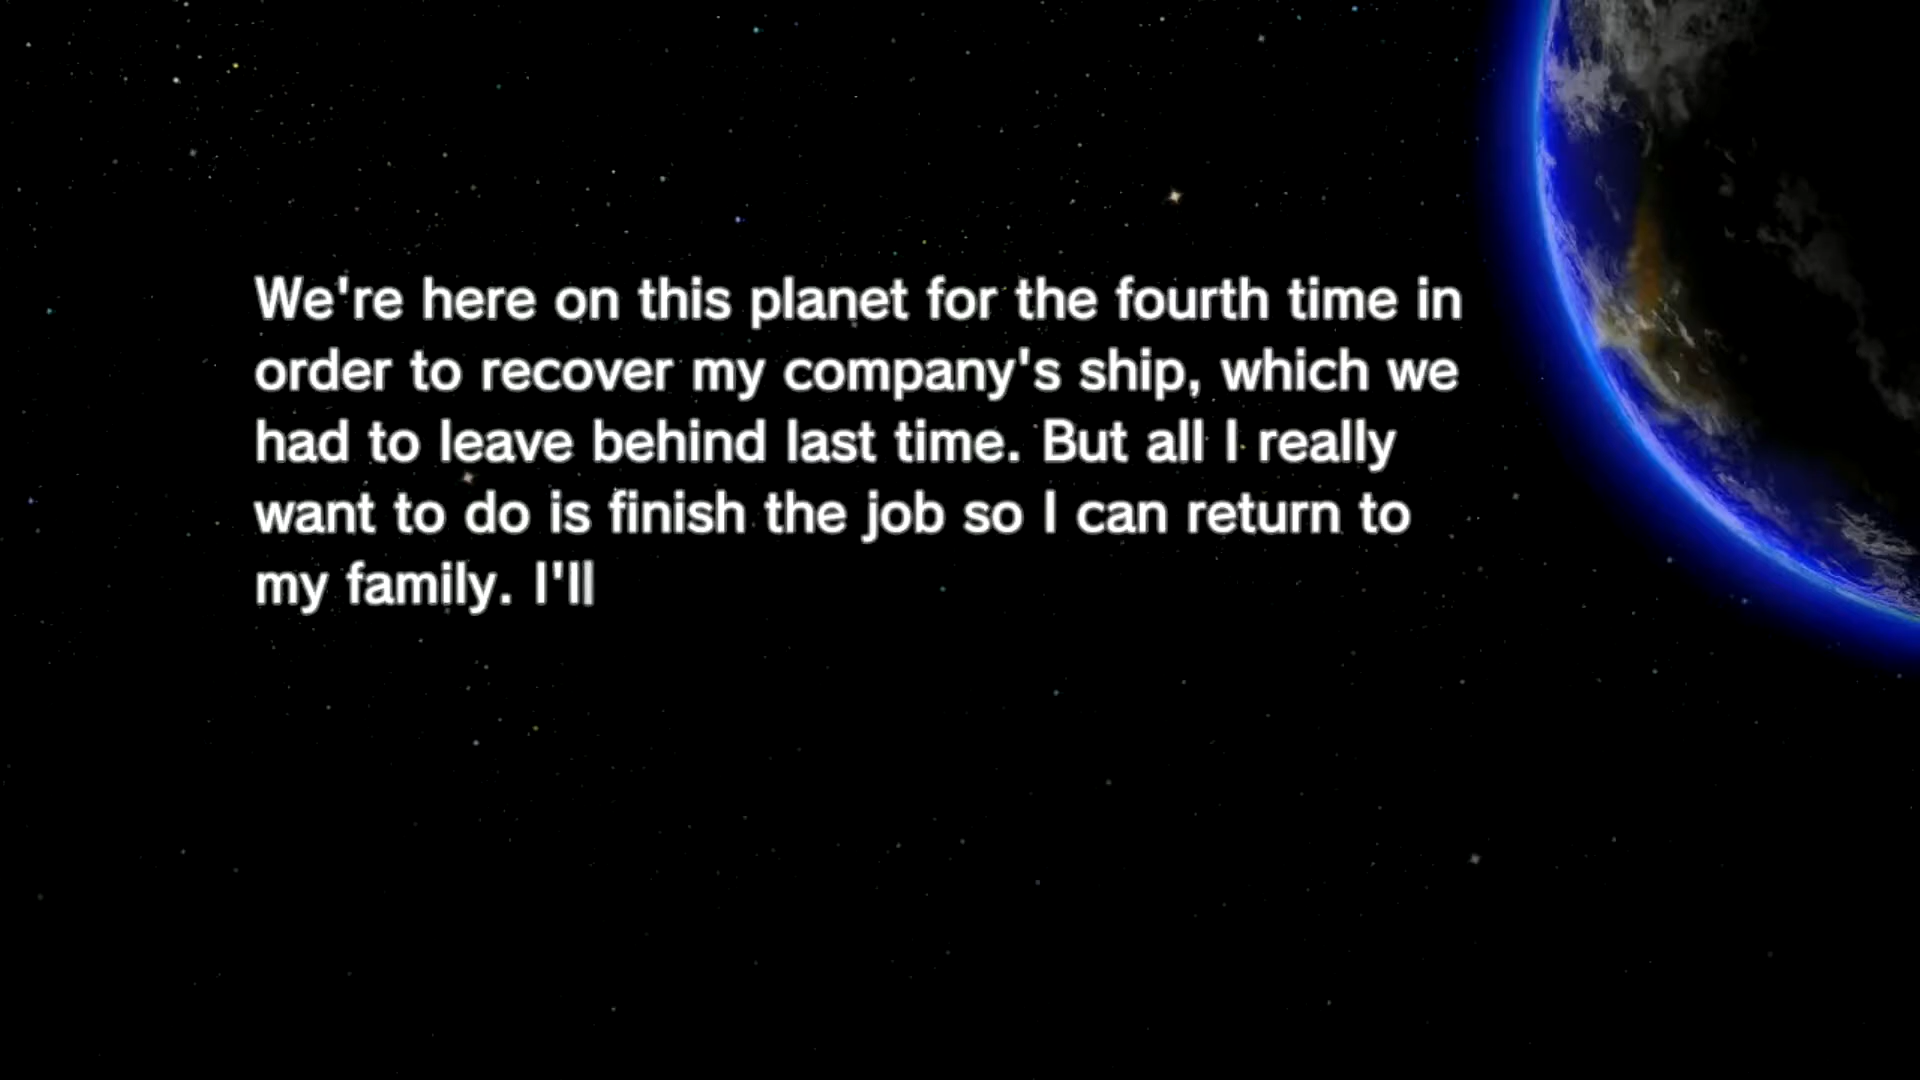 We're here on this planet for the fourth time in
order to recover my company's ship, which we
had to leave behind last time. But all I really
want to do is finish the job so I can return to
my family. I'll